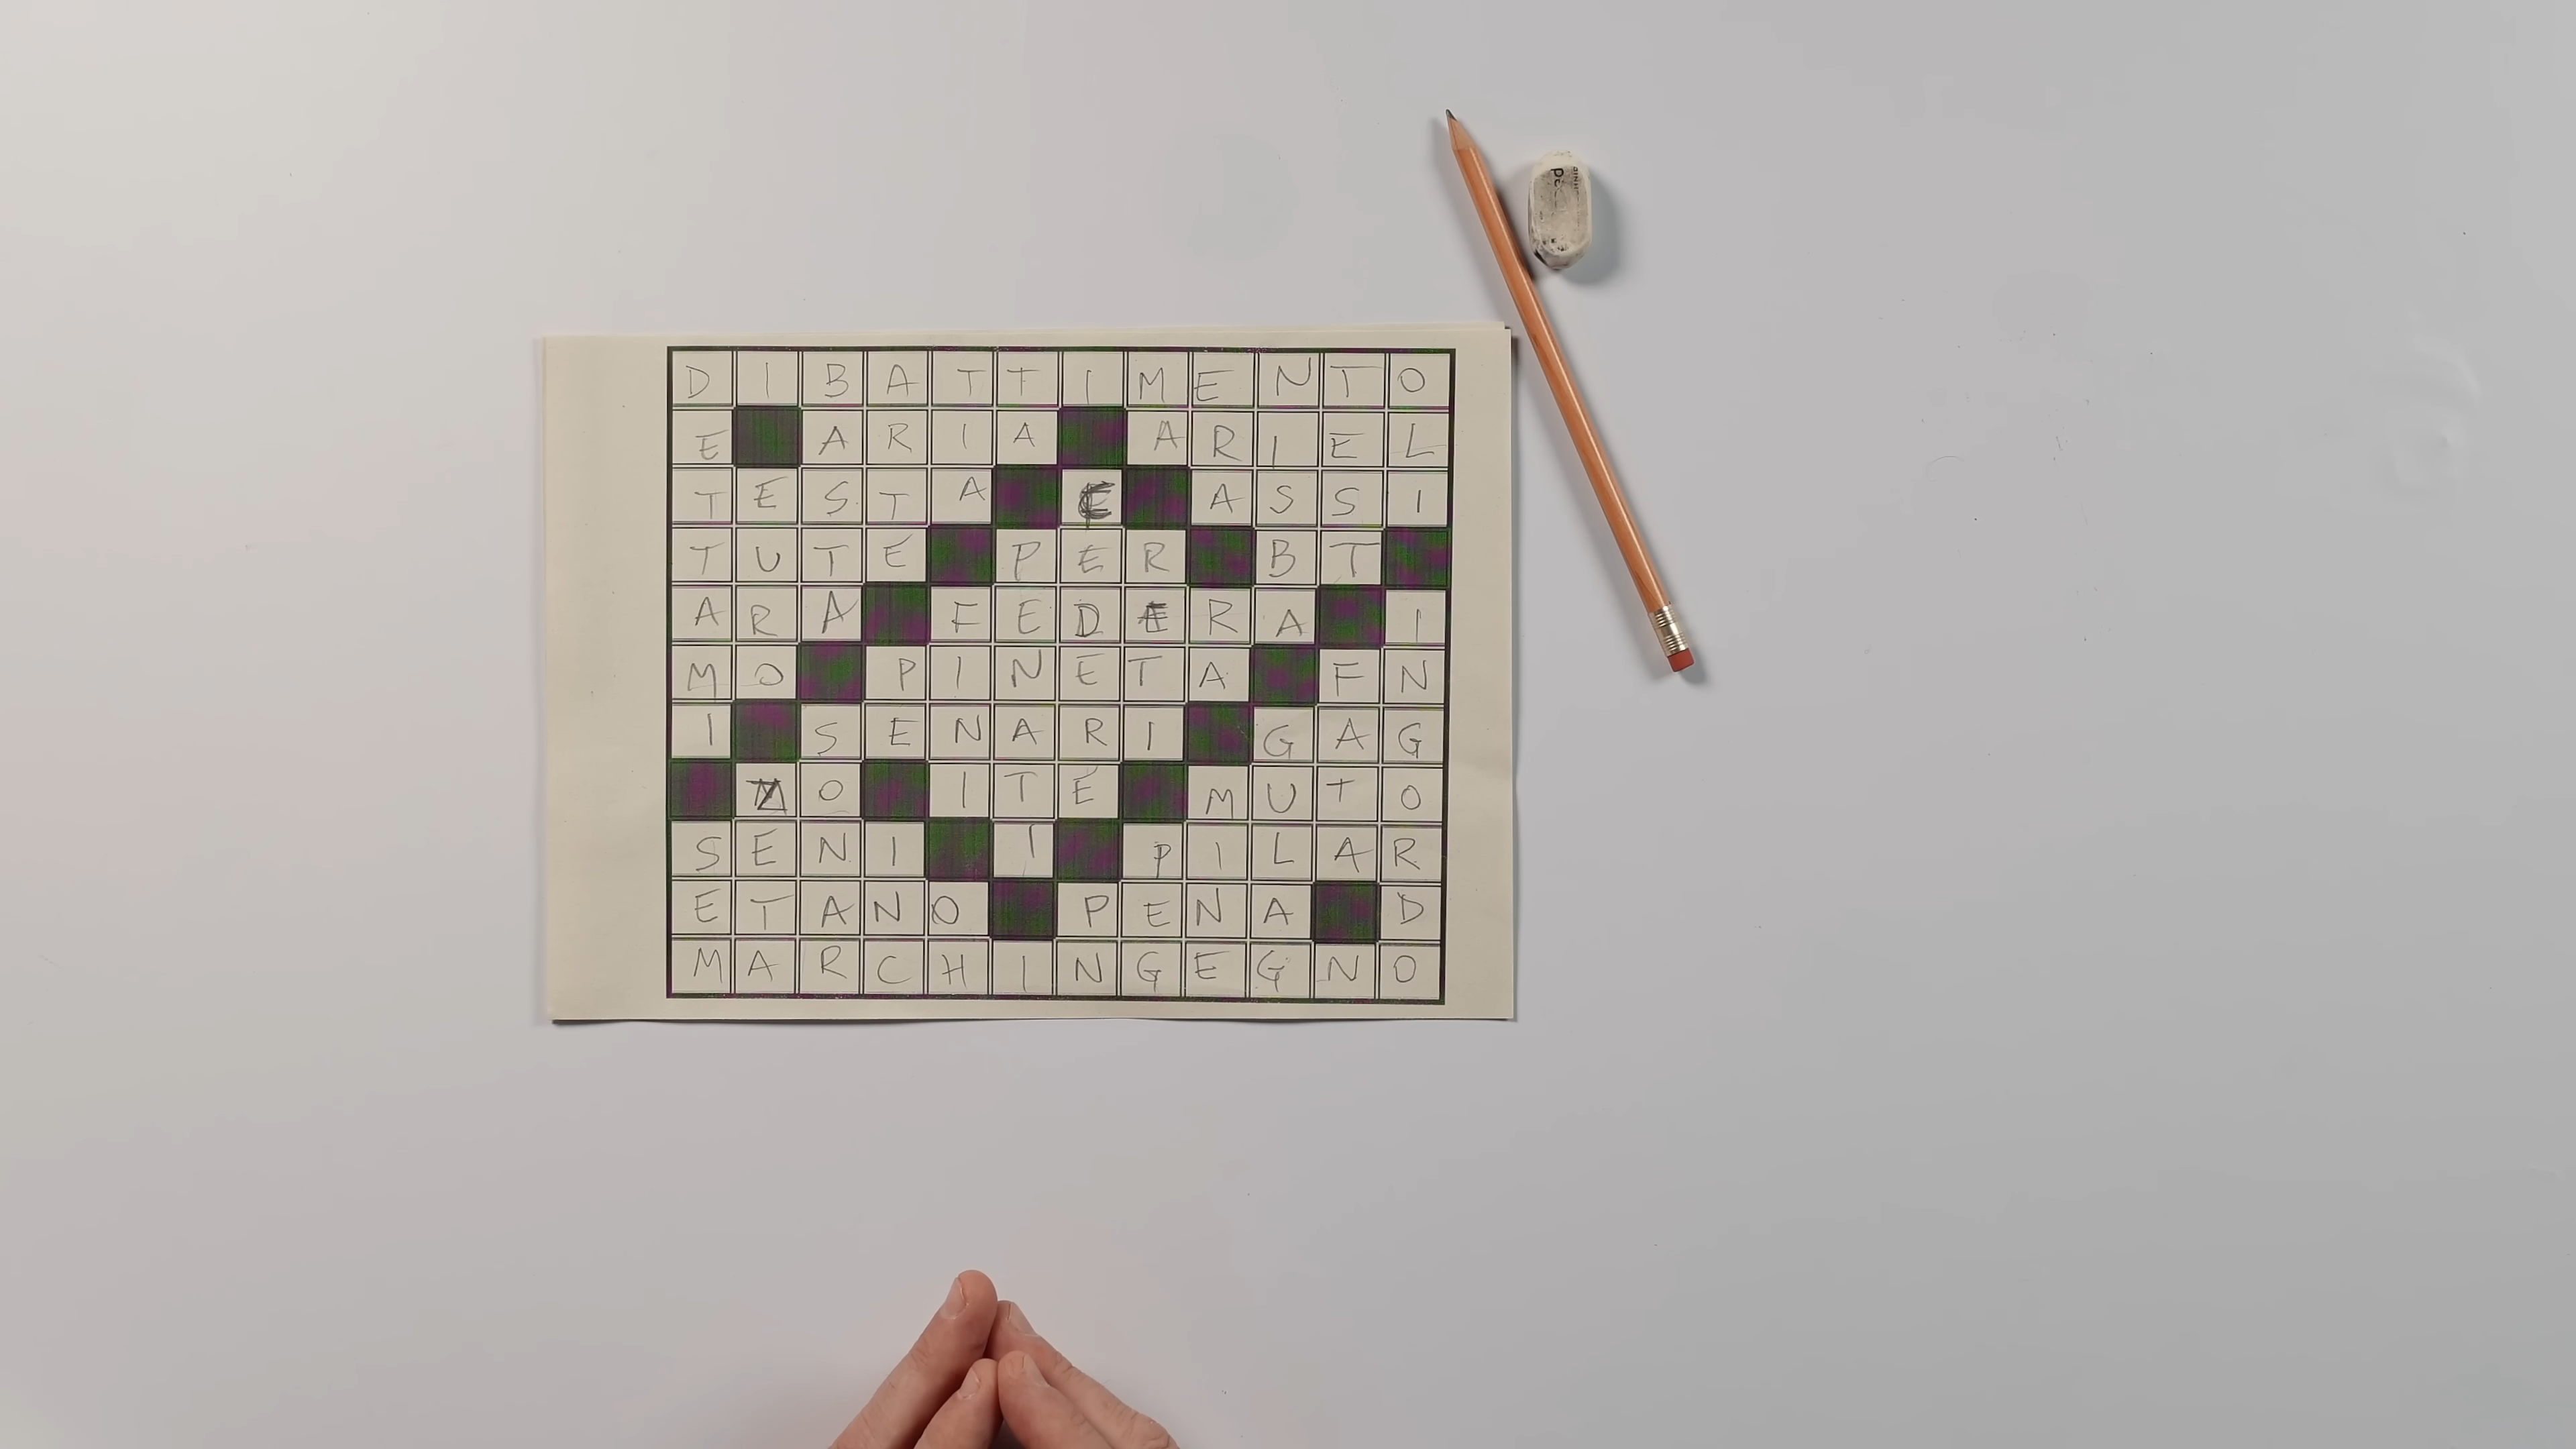 DIBATTIMENTO
E ARIA ARIEL
TESTA C ASSI
TUTE PER BT
ARA FEDERA I
MO PINETA FN
I SENARI GAG
ZO ITE MUTO
SENI I PILAR
ETANO PENA D
MARCHINGEGNO